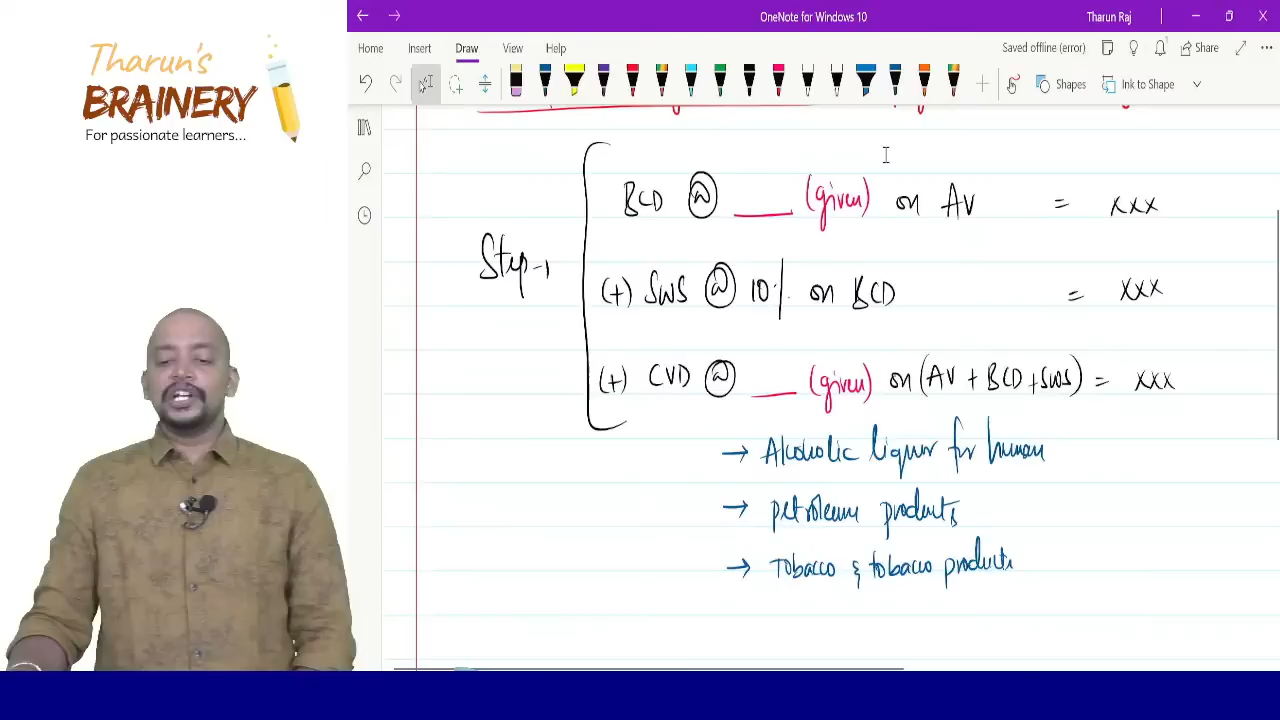 Tharun's
BRAINERY
For passionate learners...
OneNote for Windows 10
Tharun Raj
Home Insert Draw View Help
Saved offline (error)
Share
Shapes
Ink to Shape
BCD @ ___ (given) on AV = xxx
Step-1
(+) SWS @ 10% on BCD = xxx
(+) CVD @ ___ (given) on (AV + BCD + SWS) = xxx
→ Alcoholic liquor for human
→ petroleum products
→ Tobacco & tobacco products